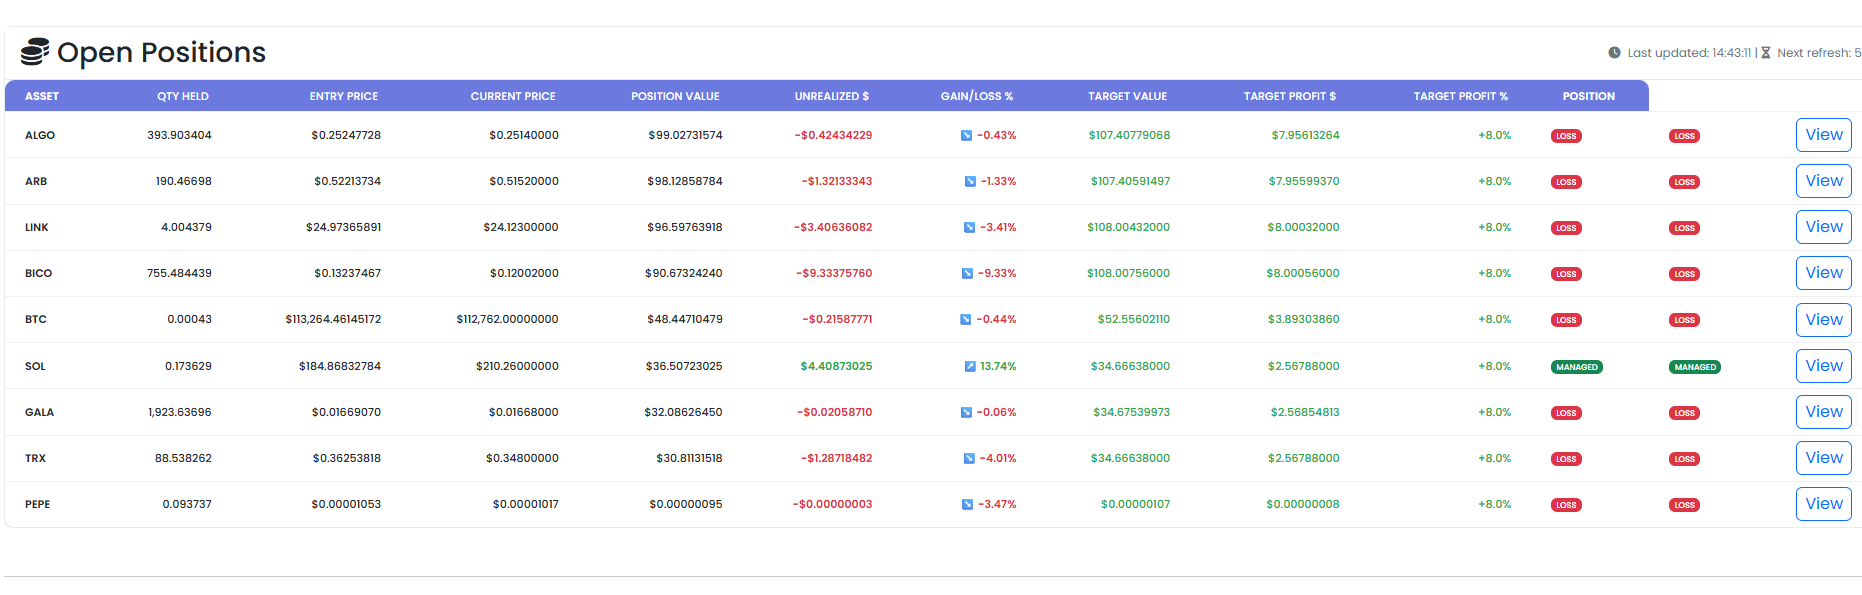 Open Positions
Last updated: 14:43:11 | Next refresh: 5
ASSET QTY HELD ENTRY PRICE CURRENT PRICE POSITION VALUE UNREALIZED $ GAIN/LOSS % TARGET VALUE TARGET PROFIT $ TARGET PROFIT % POSITION
ALGO 393.903404 $0.25247728 $0.25140000 $99.02731574 -$0.42434229 -0.43% $107.40779068 $7.95613264 +8.0% LOSS LOSS View
ARB 190.46698 $0.52213734 $0.51520000 $98.12858784 -$1.32133343 -1.33% $107.40591497 $7.95599370 +8.0% LOSS LOSS View
LINK 4.004379 $24.97365891 $24.12300000 $96.59763918 -$3.40636082 -3.41% $108.00432000 $8.00032000 +8.0% LOSS LOSS View
BICO 755.484439 $0.13237467 $0.12002000 $90.67324240 -$9.33375760 -9.33% $108.00756000 $8.00056000 +8.0% LOSS LOSS View
BTC 0.00043 $113,264.46145172 $112,762.00000000 $48.44710479 -$0.21587771 -0.44% $52.55602110 $3.89303860 +8.0% LOSS LOSS View
SOL 0.173629 $184.86832784 $210.26000000 $36.50723025 $4.40873025 13.74% $34.66638000 $2.56788000 +8.0% MANAGED MANAGED View
GALA 1,923.63696 $0.01669070 $0.01668000 $32.08626450 -$0.02058710 -0.06% $34.67539973 $2.56854813 +8.0% LOSS LOSS View
TRX 88.538262 $0.36253818 $0.34800000 $30.81131518 -$1.28718482 -4.01% $34.66638000 $2.56788000 +8.0% LOSS LOSS View
PEPE 0.093737 $0.00001053 $0.00001017 $0.00000095 -$0.00000003 -3.47% $0.00000107 $0.00000008 +8.0% LOSS LOSS View